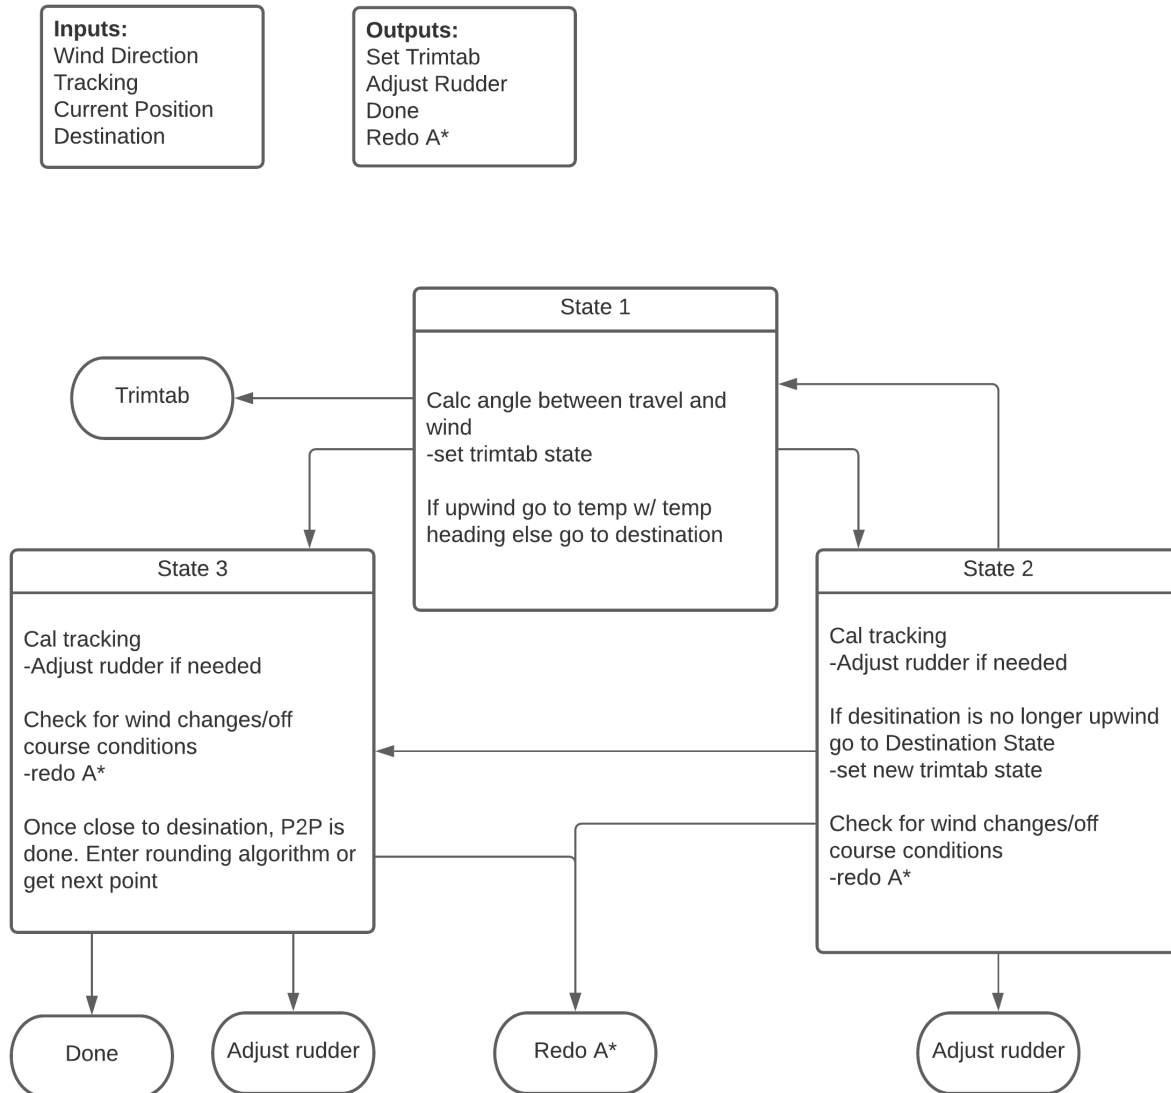 Inputs:
Wind Direction
Tracking
Current Position
Destination
Outputs:
Set Trimtab
Adjust Rudder
Done
Redo A*
State 1
Trimtab
Calc angle between travel and
wind
-set trimtab state
If upwind go to temp w/ temp
heading else go to destination
State 3
Cal tracking
-Adjust rudder if needed
Check for wind changes/off
course conditions
-redo A*
Once close to desination, P2P is
done. Enter rounding algorithm or
get next point
State 2
Cal tracking
-Adjust rudder if needed
If desitination is no longer upwind
go to Destination State
-set new trimtab state
Check for wind changes/off
course conditions
-redo A*
Done
Adjust rudder
Redo A*
Adjust rudder